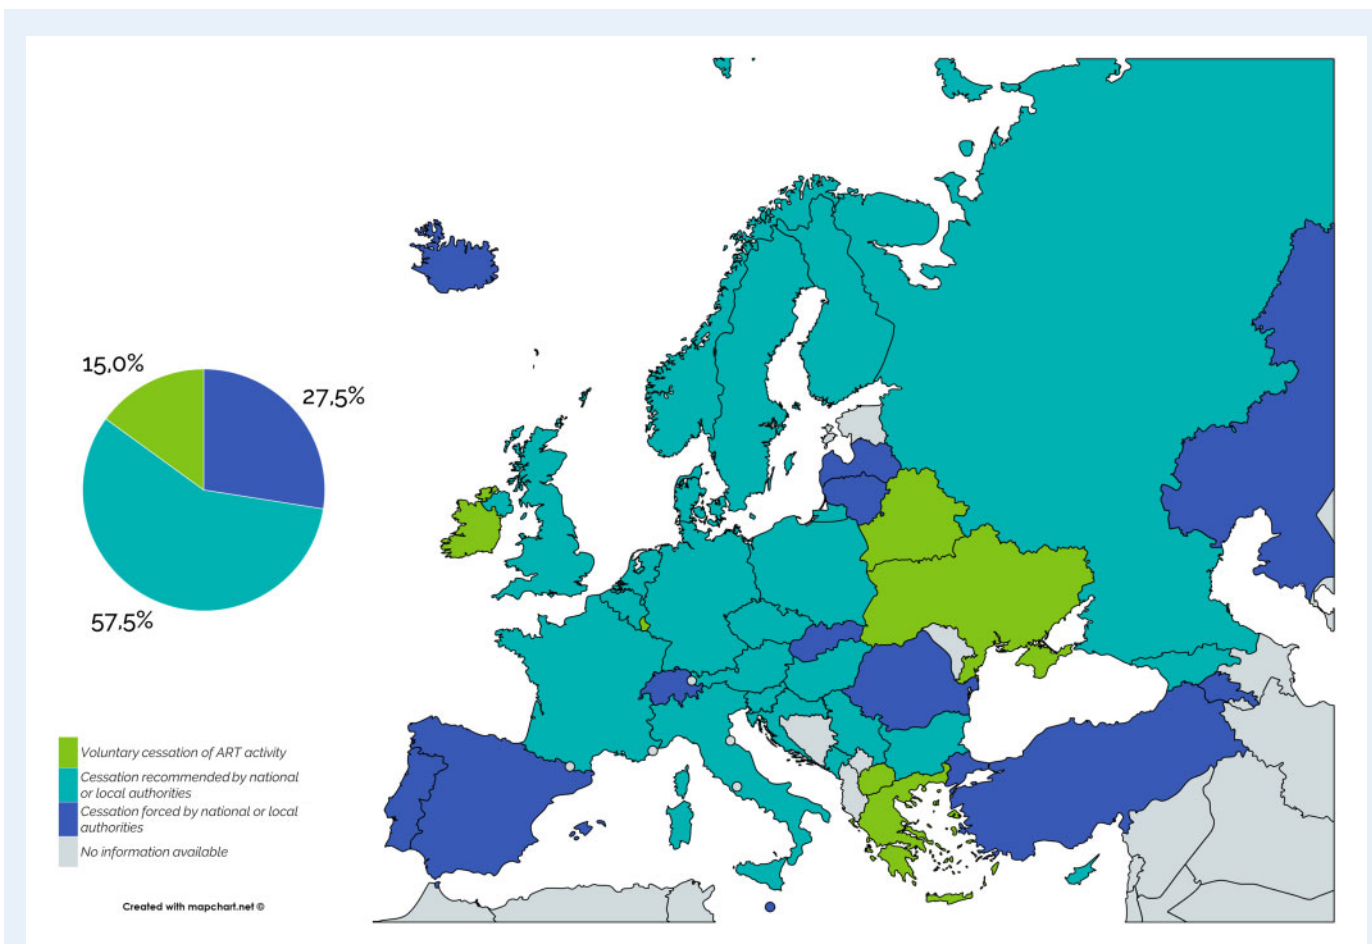 15,0%
27,5%
57,5%
Voluntary cessation of ART activity
Cessation recommended by national
or local authorities
Cessation forced by national or local
authorities
No information available
Created with mapchart.net ©